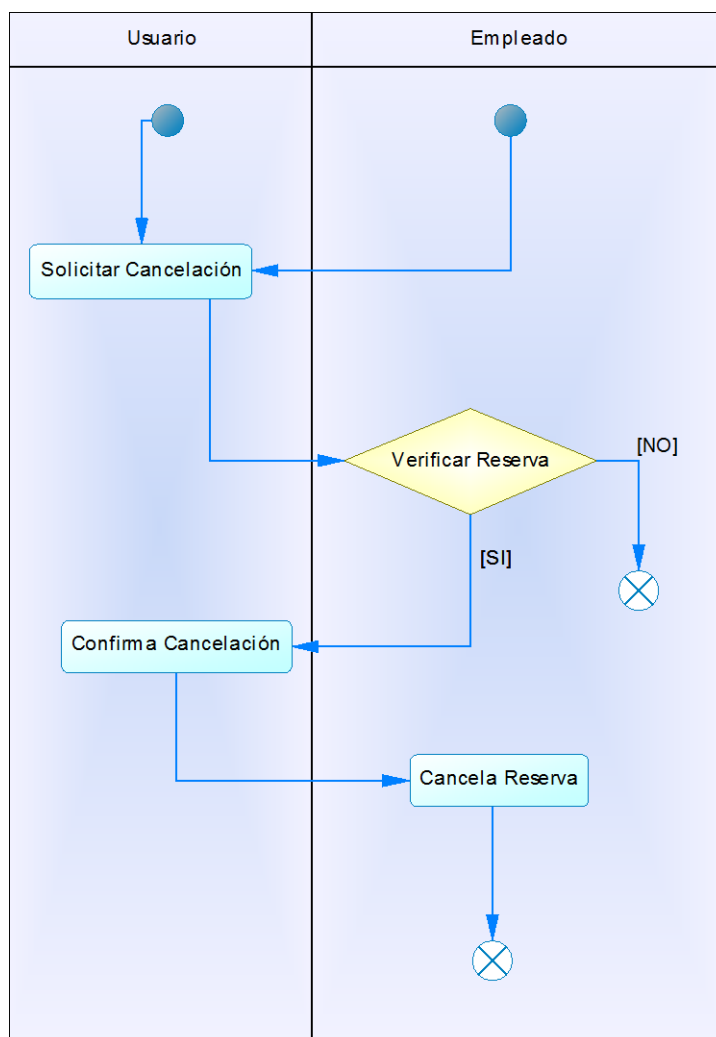 Usuario
Empleado
Solicitar Cancelación
Verificar Reserva
[NO]
[SI]
Confirma Cancelación
Cancela Reserva